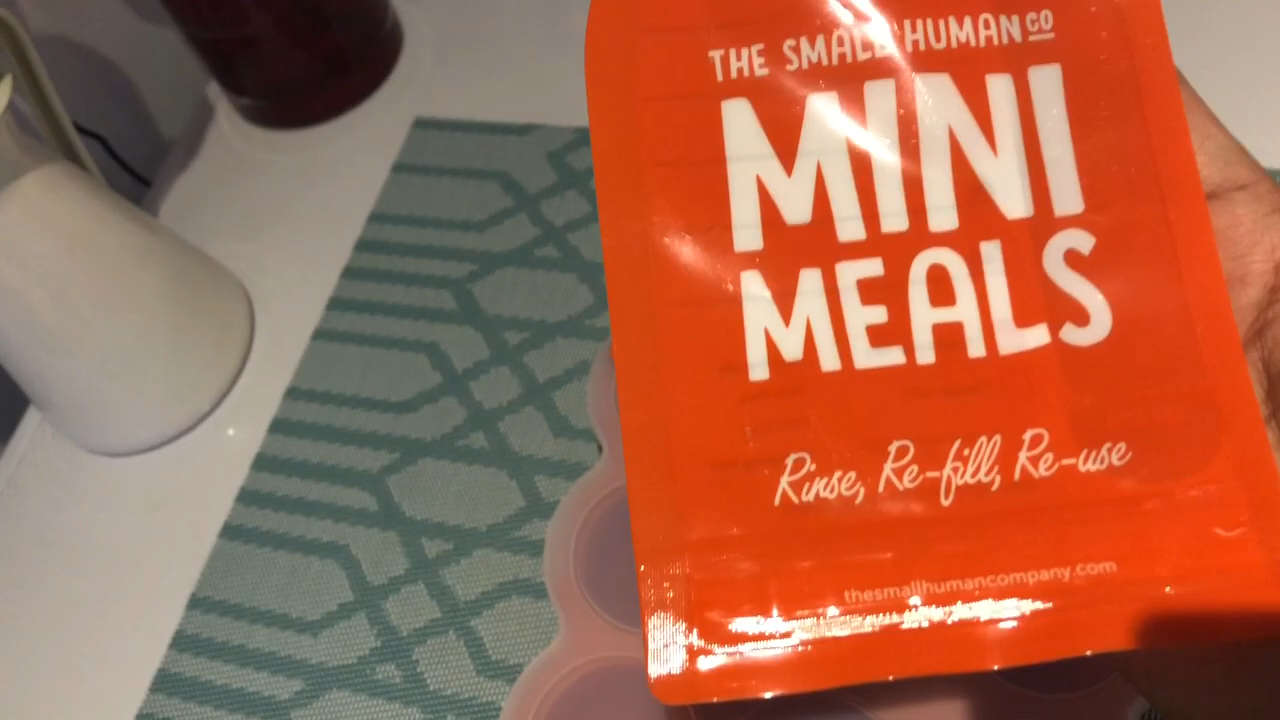 THE SMALL HUMAN CO
MINI
MEALS
Rinse, Re-fill, Re-use
thesmallhumancompany.com